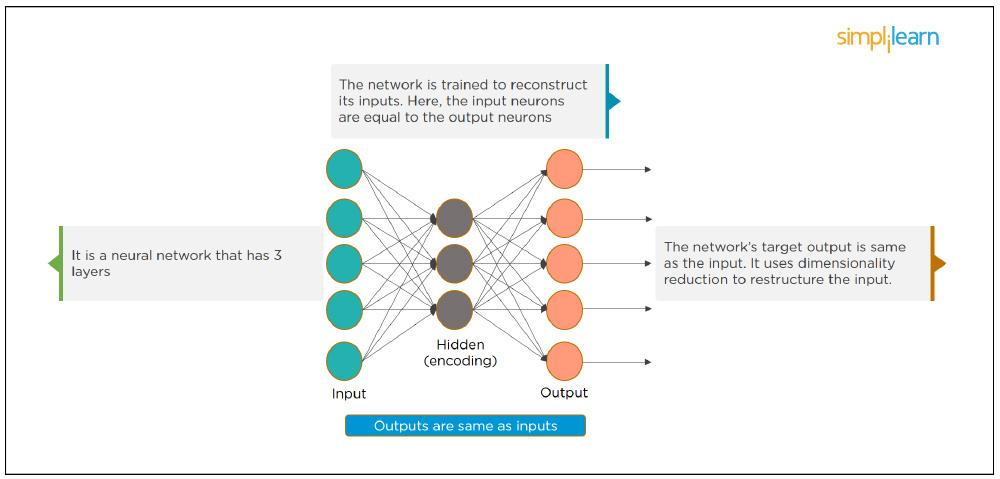 simplilearn
The network is trained to reconstruct
its inputs. Here, the input neurons
are equal to the output neurons
It is a neural network that has 3
layers
The network's target output is same
as the input. It uses dimensionality
reduction to restructure the input.
Hidden
(encoding)
Input
Output
Outputs are same as inputs